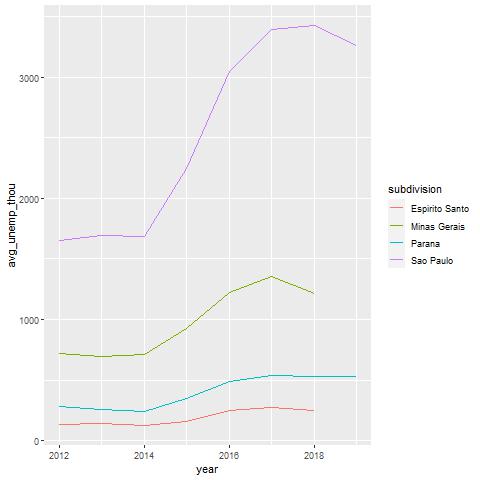 avg_unemp_thou
3000
2000
1000
0
2012
2014
2016
2018
year
subdivision
Espirito Santo
Minas Gerais
Parana
Sao Paulo